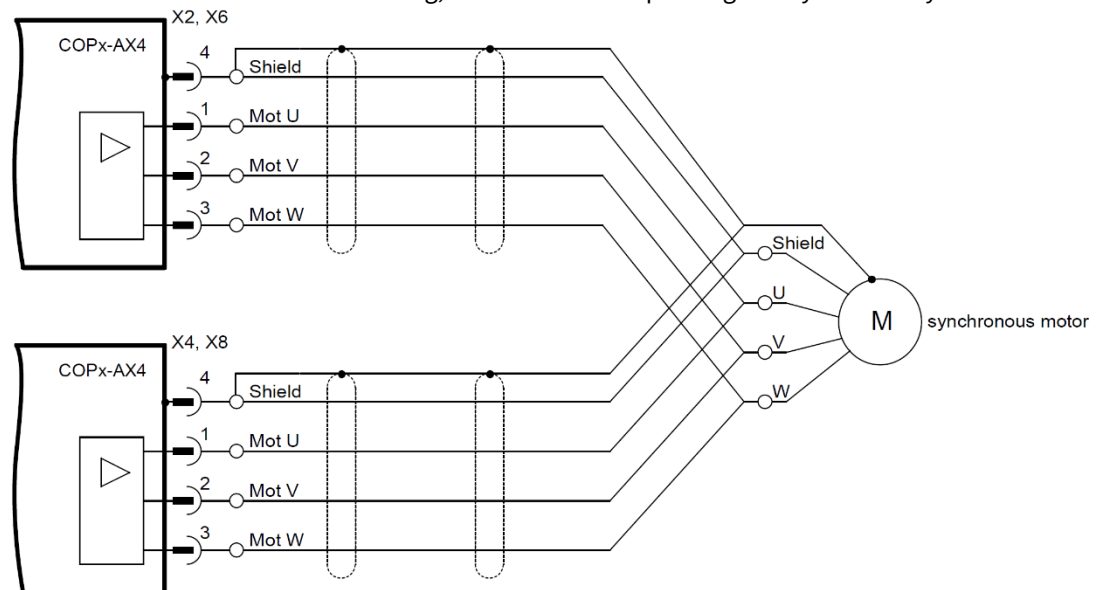 X2, X6
COPx-AX4
4
Shield
1
Mot U
2
Mot V
3
Mot W
Shield
U
M
synchronous motor
V
W
X4, X8
COPx-AX4
4
Shield
1
Mot U
2
Mot V
3
Mot W